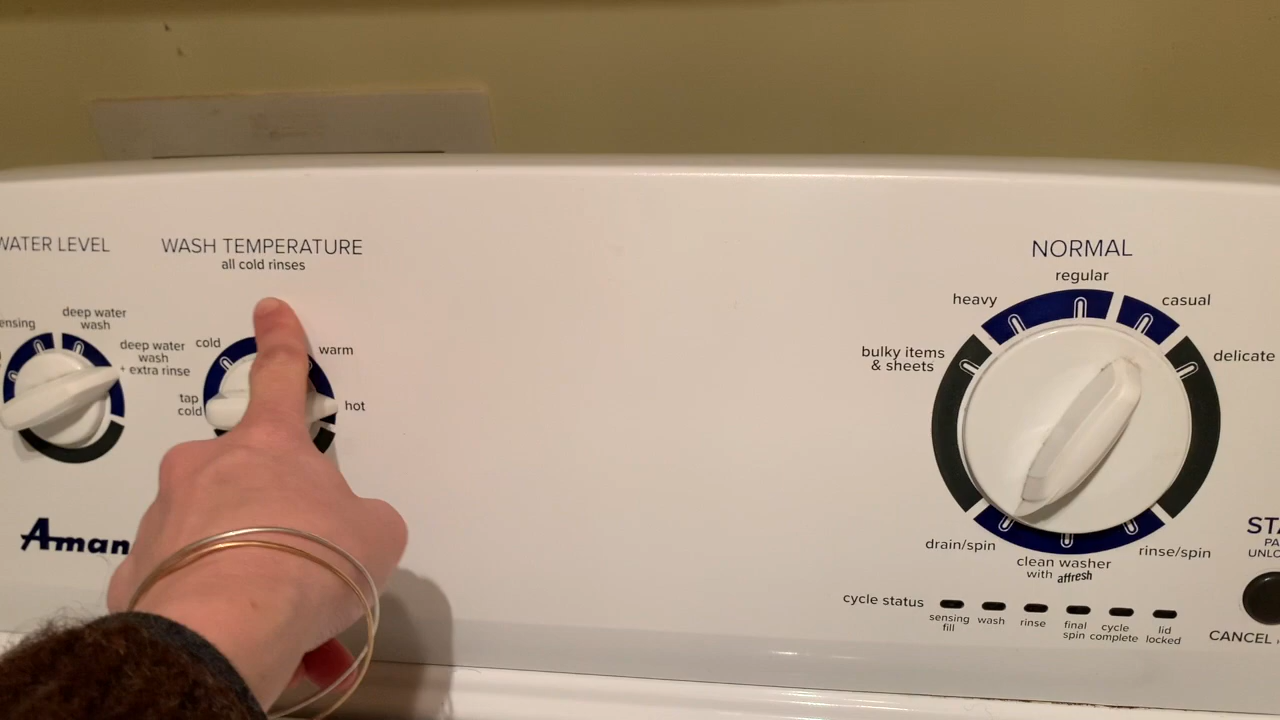 WATER LEVEL
deep water
wash
deep water
wash
+ extra rinse
WASH TEMPERATURE
all cold rinses
cold
warm
tap
cold
hot
NORMAL
regular
heavy
casual
bulky items
& sheets
delicate
drain/spin
rinse/spin
clean washer
with affresh
cycle status
sensing
fill
wash
rinse
final
spin
cycle
complete
lid
locked
CANCEL